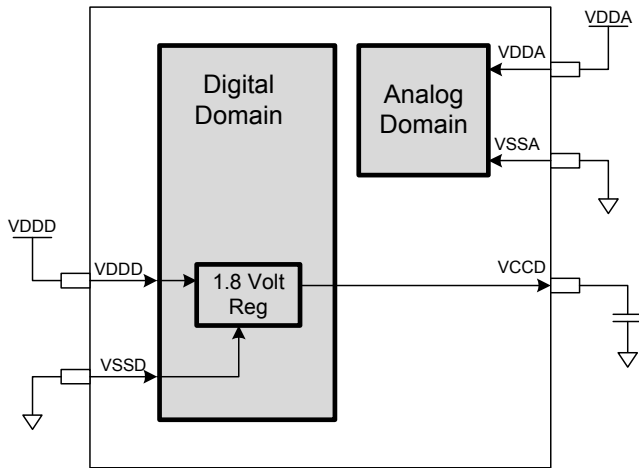 VDDA
VDDA
Digital
Domain
Analog
Domain
VSSA
VDDD
VDDD
1.8 Volt
Reg
VCCD
VSSD